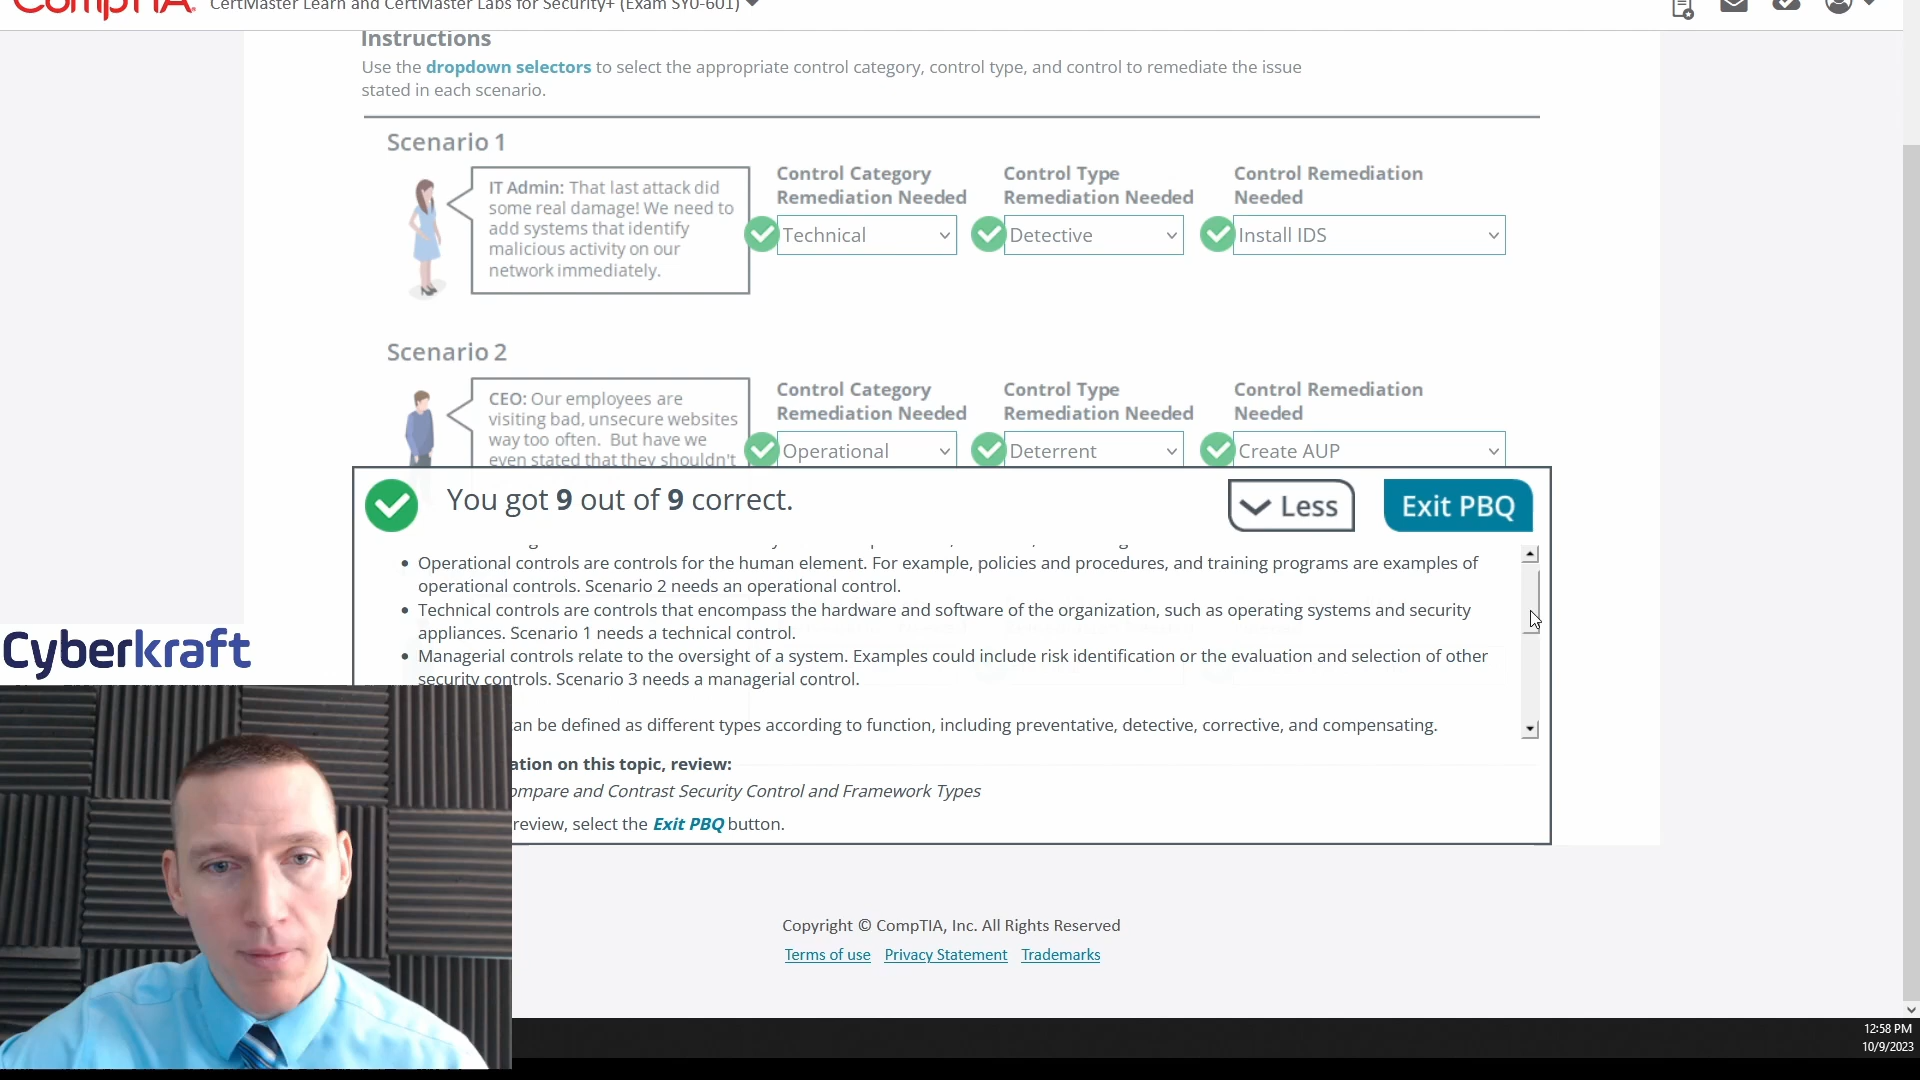 CompTIA. CertMaster Learn and CertMaster Labs for Security+ (Exam SY0-601)
Instructions
Use the dropdown selectors to select the appropriate control category, control type, and control to remediate the issue
stated in each scenario.
Scenario 1
IT Admin: That last attack did
some real damage! We need to
add systems that identify
malicious activity on our
network immediately.
Control Category
Remediation Needed
Technical
Control Type
Remediation Needed
Detective
Control Remediation
Needed
Install IDS
Scenario 2
CEO: Our employees are
visiting bad, unsecure websites
way too often. But have we
even stated that they shouldn't
Control Category
Remediation Needed
Operational
Control Type
Remediation Needed
Deterrent
Control Remediation
Needed
Create AUP
You got 9 out of 9 correct.
Less
Exit PBQ
• Operational controls are controls for the human element. For example, policies and procedures, and training programs are examples of
operational controls. Scenario 2 needs an operational control.
• Technical controls are controls that encompass the hardware and software of the organization, such as operating systems and security
appliances. Scenario 1 needs a technical control.
• Managerial controls relate to the oversight of a system. Examples could include risk identification or the evaluation and selection of other
security controls. Scenario 3 needs a managerial control.
can be defined as different types according to function, including preventative, detective, corrective, and compensating.
on this topic, review:
and Contrast Security Control and Framework Types
review, select the Exit PBQ button.
Cyberkraft
Copyright © CompTIA, Inc. All Rights Reserved
Terms of use Privacy Statement Trademarks
12:58 PM
10/9/2023